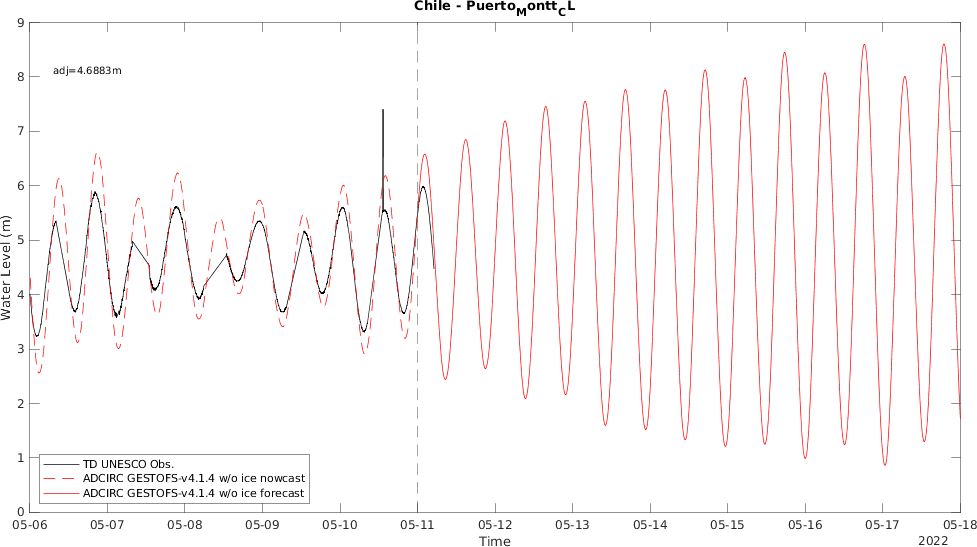 Chile - PuertoMonttCL
9
8
7
6
5
4
3
2
1
0
Water Level (m)
adj=4.6883m
TD UNESCO Obs.
ADCIRC GESTOFS-v4.1.4 w/o ice nowcast
ADCIRC GESTOFS-v4.1.4 w/o ice forecast
05-06 05-07 05-08 05-09 05-10 05-11 05-12 05-13 05-14 05-15 05-16 05-17 05-18
Time
2022